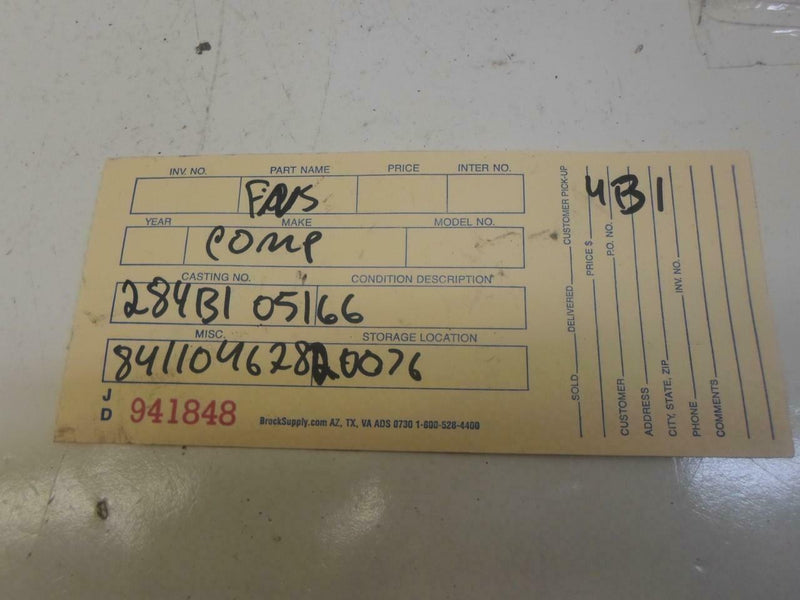 INV. NO. PART NAME PRICE INTER NO.
FANS
YEAR MAKE MODEL NO.
COMP
CASTING NO. CONDITION DESCRIPTION
284B1 05166
MISC. STORAGE LOCATION
8411046282 0076
J D 941848
BrockSupply.com AZ, TX, VA ADS 0730 1-800-528-4400
4B1
SOLD DELIVERED CUSTOMER PICK-UP
PRICE $ P.O. NO.
CUSTOMER
ADDRESS
CITY, STATE, ZIP INV. NO.
PHONE
COMMENTS